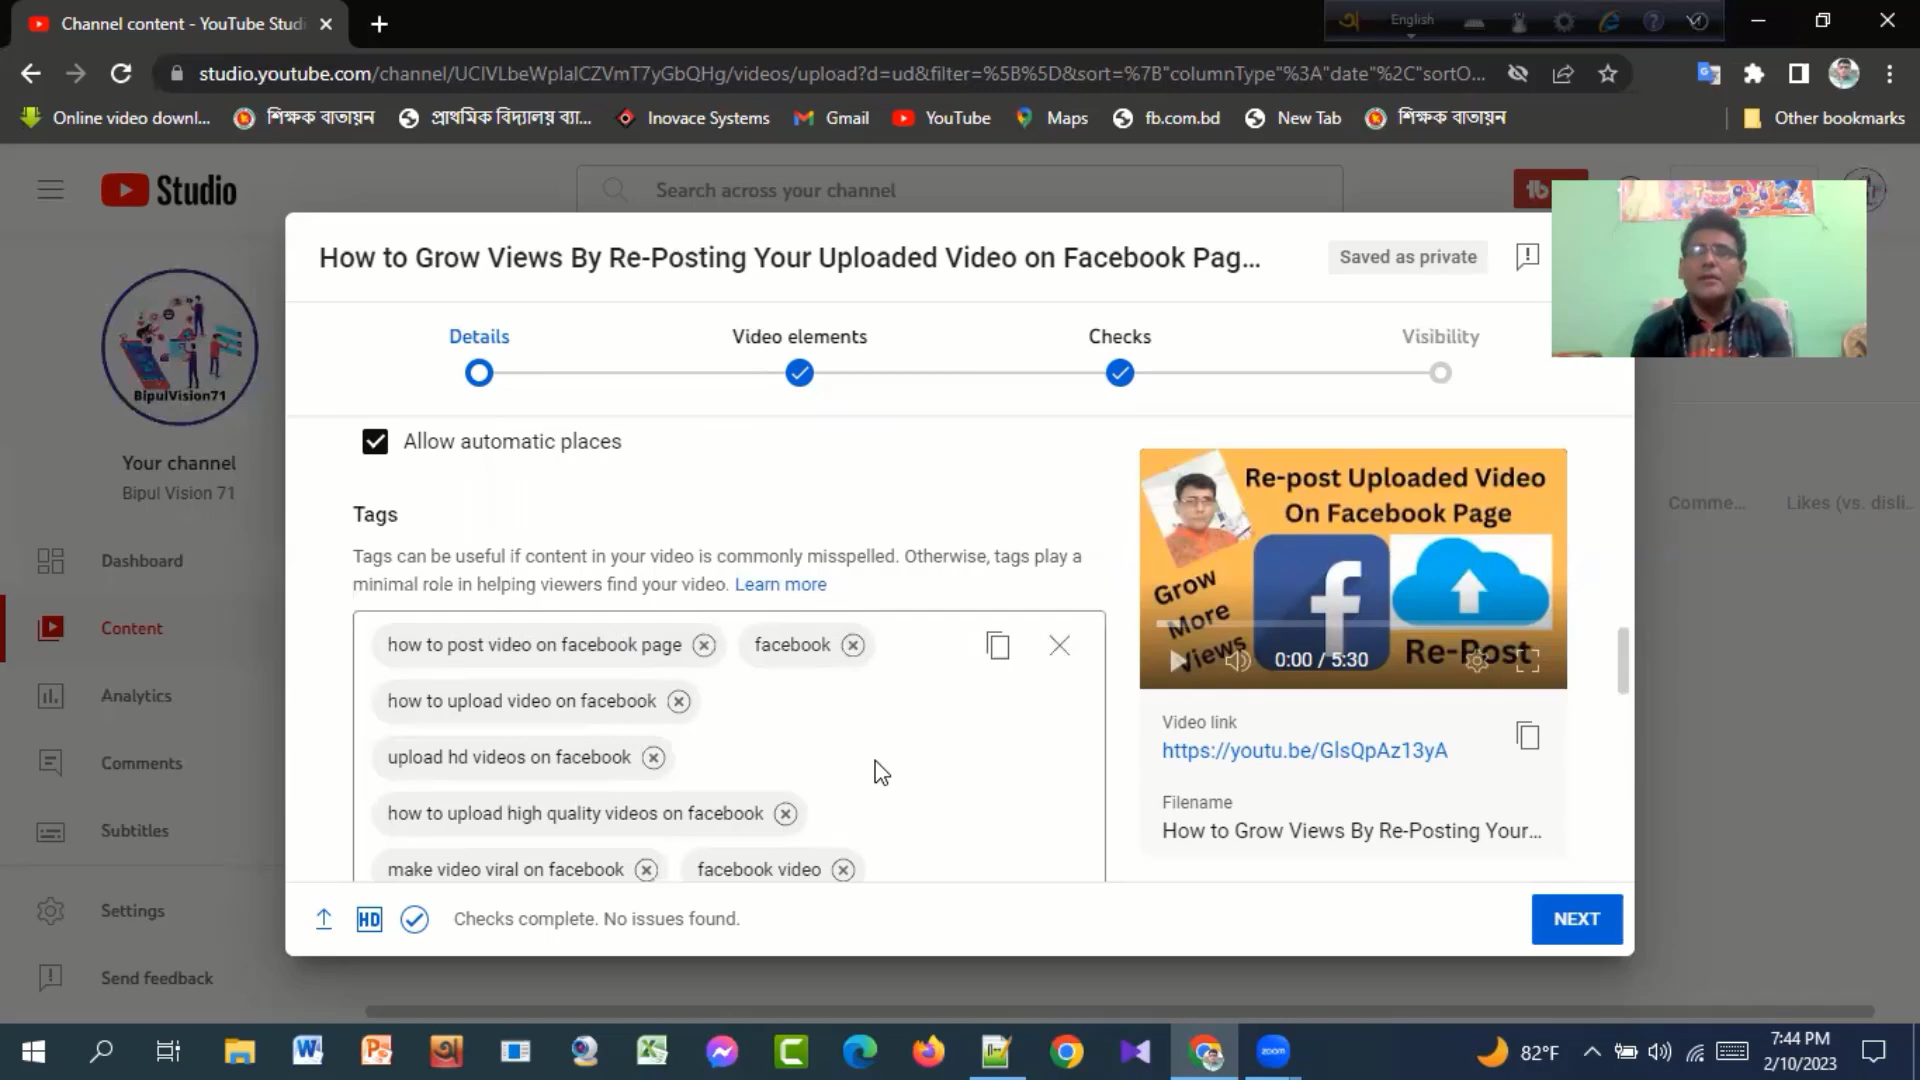 Channel content - YouTube Studi
English
studio.youtube.com/channel/UCIVLbeWplalCZVmT7yGbQHg/videos/upload?d=ud&filter=%5B%5D&sort=%7B"columnType"%3A"date"%2C"sortO...
Online video downl...
শিক্ষক বাতায়ন
প্রাথমিক বিদ্যালয় ব্যা...
Inovace Systems
Gmail
YouTube
Maps
fb.com.bd
New Tab
শিক্ষক বাতায়ন
Other bookmarks
Studio
Search across your channel
How to Grow Views By Re-Posting Your Uploaded Video on Facebook Pag...
Saved as private
Details
Video elements
Checks
Visibility
BipulVision71
Your channel
Bipul Vision 71
Dashboard
Content
Analytics
Comments
Subtitles
Settings
Send feedback
Allow automatic places
Tags
Tags can be useful if content in your video is commonly misspelled. Otherwise, tags play a
minimal role in helping viewers find your video. Learn more
how to post video on facebook page
facebook
how to upload video on facebook
upload hd videos on facebook
how to upload high quality videos on facebook
make video viral on facebook
facebook video
Re-post Uploaded Video
On Facebook Page
Grow
More
Views
Re-Post
0:00 / 5:30
Video link
https://youtu.be/GlsQpAz13yA
Filename
How to Grow Views By Re-Posting Your...
Comme...
Likes (vs. disli...
HD
Checks complete. No issues found.
NEXT
zoom
82°F
7:44 PM
2/10/2023